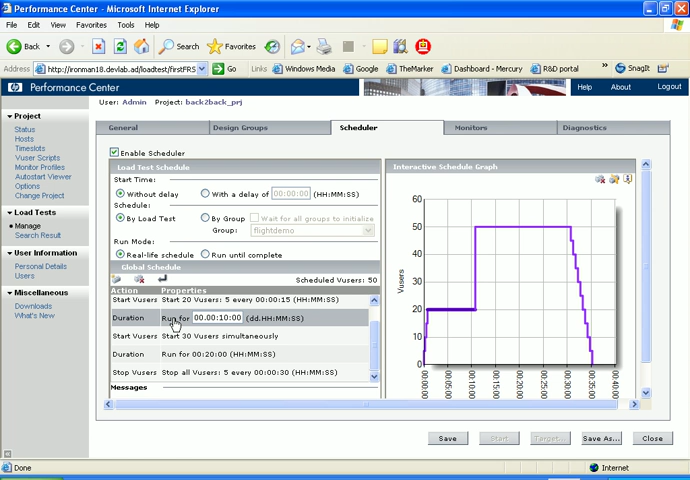 Performance Center - Microsoft Internet Explorer
File Edit View Favorites Tools Help
Back Search Favorites
Address http://ironman18.devlab.ad/loadtest/firstFRS Go Links Windows Media Google TheMarker Dashboard - Mercury R&D portal SnagIt
hp Performance Center Help About Logout
User: Admin Project: back2back_prj
Project
Status
Hosts
Timeslots
Vuser Scripts
Monitor Profiles
Autostart Viewer
Options
Change Project
Load Tests
Manage
Search Result
User Information
Personal Details
Users
Miscellaneous
Downloads
What's New
General Design Groups Scheduler Monitors Diagnostics
Enable Scheduler
Load Test Schedule
Start Time:
Without delay With a delay of 00:00:00 (HH:MM:SS)
Schedule:
By Load Test By Group Wait for all groups to initialize
Group: flightdemo
Run Mode:
Real-life schedule Run until complete
Global Schedule
Scheduled Vusers: 50
Action Properties
Start Vusers Start 20 Vusers: 5 every 00:00:15 (HH:MM:SS)
Duration Run for 00.00:10:00 (dd.HH:MM:SS)
Start Vusers Start 30 Vusers simultaneously
Duration Run for 00:20:00 (HH:MM:SS)
Stop Vusers Stop all Vusers: 5 every 00:00:30 (HH:MM:SS)
Messages
Interactive Schedule Graph
60
50
40
30
20
10
0
Vusers
00:00:00
00:05:00
00:10:00
00:15:00
00:20:00
00:25:00
00:30:00
00:35:00
00:40:00
Save Start Target... Save As... Close
Done Internet